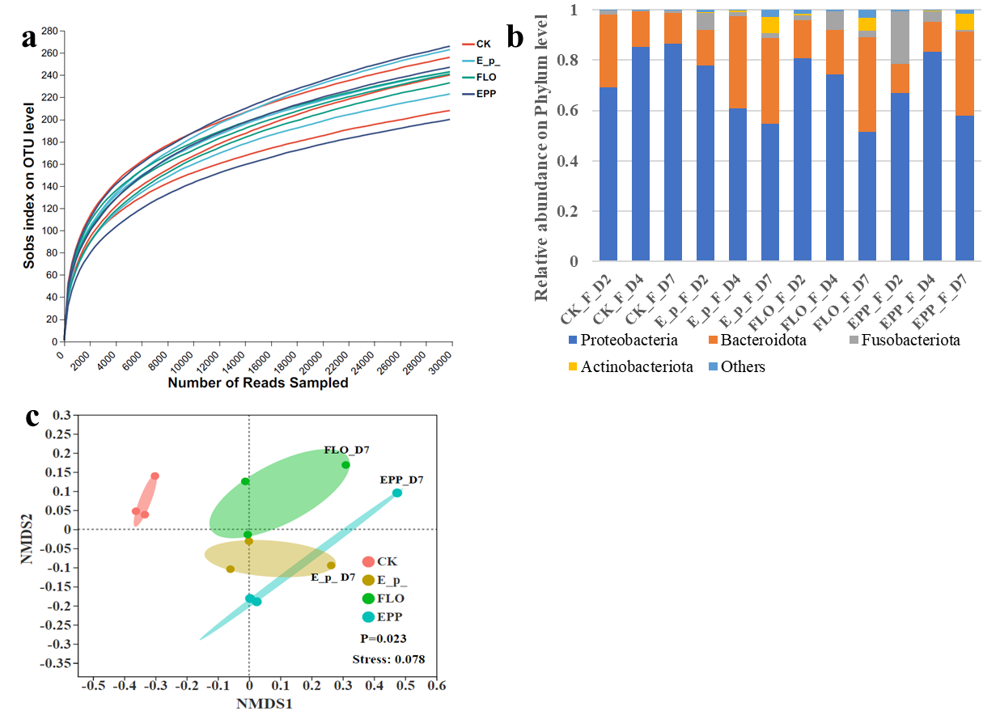 a
280
260
240
220
200
180
160
140
120
100
80
60
40
20
0
Sobs index on OTU level
0 2000 4000 6000 8000 10000 12000 14000 16000 18000 20000 22000 24000 26000 28000 30000
Number of Reads Sampled
CK
E_p_
FLO
EPP
b
1
0.8
0.6
0.4
0.2
0
Relative abundance on Phylum level
CK_F_D2 CK_F_D4 CK_F_D7 E_p_F_D2 E_p_F_D4 E_p_F_D7 FLO_F_D2 FLO_F_D4 FLO_F_D7 EPP_F_D2 EPP_F_D4 EPP_F_D7
Proteobacteria Bacteroidota Fusobacteriota
Actinobacteriota Others
c
0.3
0.25
0.2
0.15
0.1
0.05
0
-0.05
-0.1
-0.15
-0.2
-0.25
-0.3
-0.35
NMDS2
FLO_D7
EPP_D7
E_p_ D7
CK
E_p_
FLO
EPP
P=0.023
Stress: 0.078
-0.5 -0.4 -0.3 -0.2 -0.1 0 0.1 0.2 0.3 0.4 0.5 0.6
NMDS1